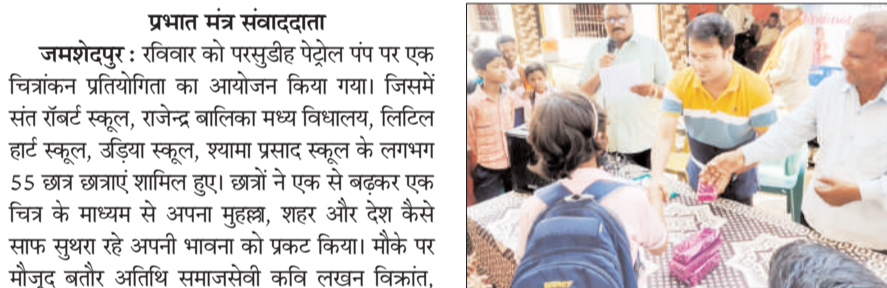 प्रभात मंत्र संवाददाता
जमशेदपुर : रविवार को परसुडीह पेट्रोल पंप पर एक
चित्रांकन प्रतियोगिता का आयोजन किया गया। जिसमें
संत रॉबर्ट स्कूल, राजेन्द्र बालिका मध्य विधालय, लिटिल
हार्ट स्कूल, उड़िया स्कूल, श्यामा प्रसाद स्कूल के लगभग
55 छात्र छात्राएं शामिल हुए। छात्रों ने एक से बढ़कर एक
चित्र के माध्यम से अपना मुहल्ला, शहर और देश कैसे
साफ सुथरा रहे अपनी भावना को प्रकट किया। मौके पर
मौजूद बतौर अतिथि समाजसेवी कवि लखन विक्रांत,